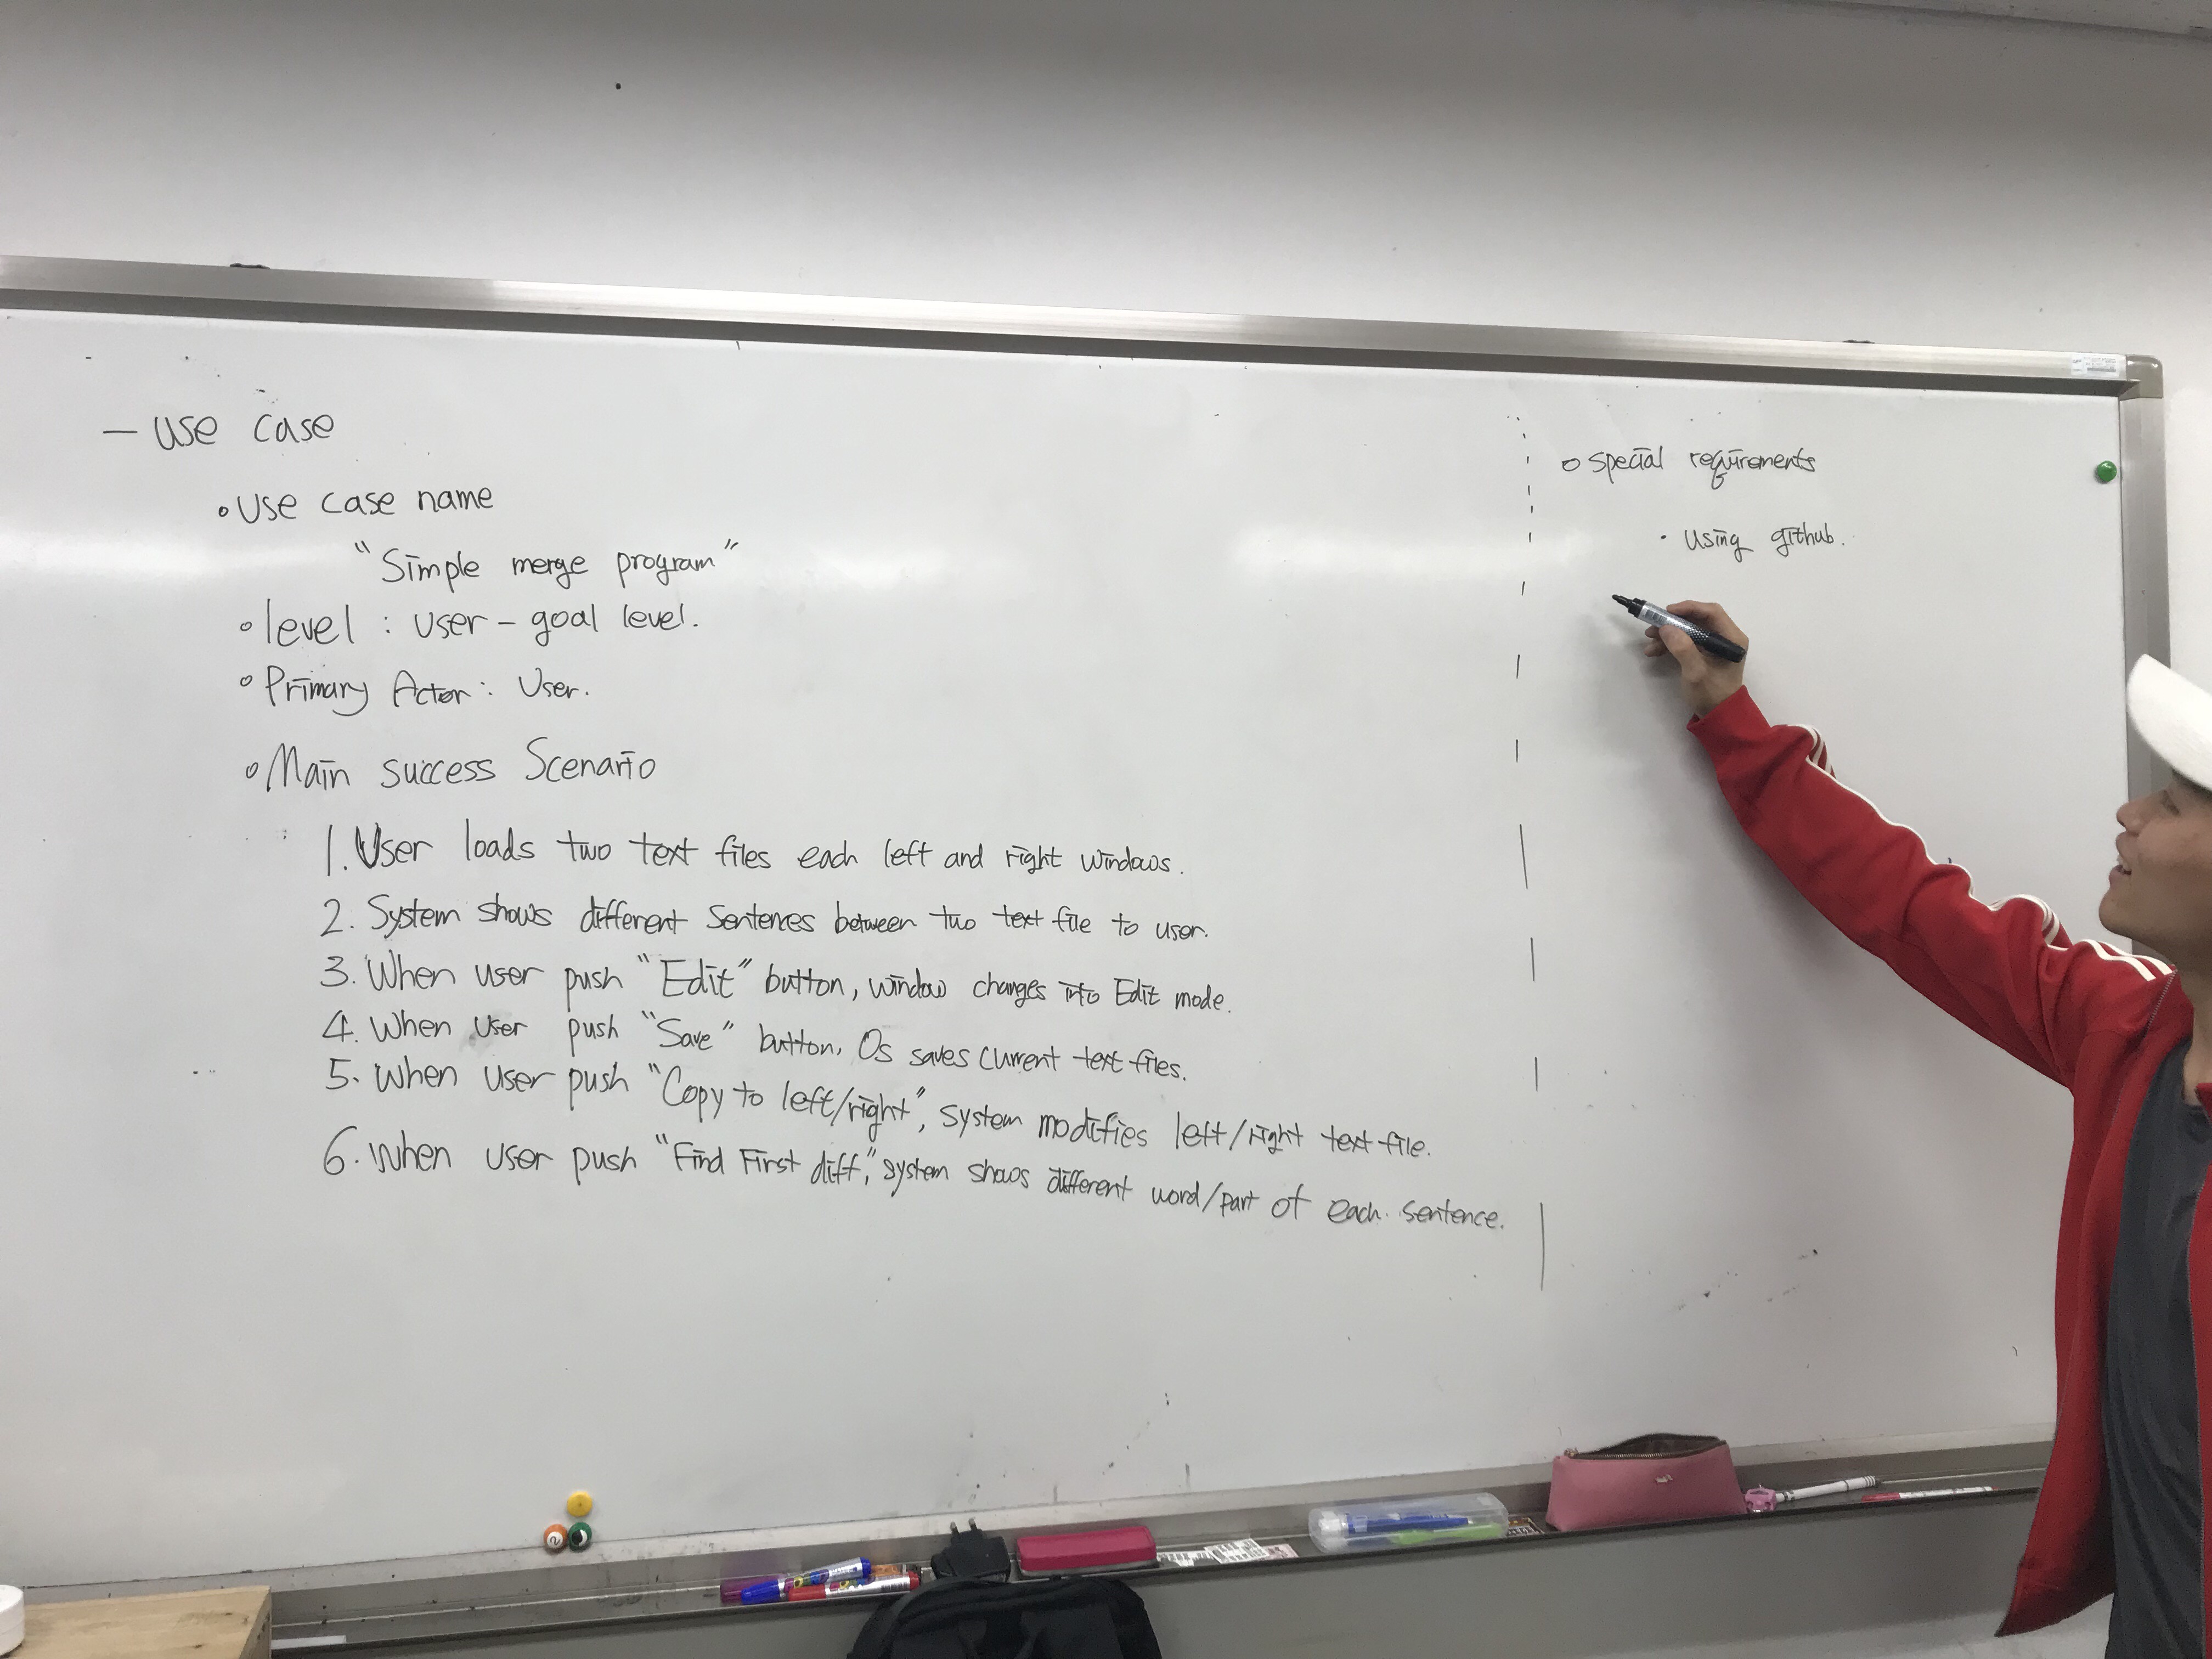 — Use case
• Use case name
"Simple merge program"
• level : user - goal level.
• Primary Actor : User.
• Main success Scenario
1. User loads two text files each left and right windows.
2. System shows different sentences between two text file to user.
3. When user push "Edit" button, window changes into Edit mode.
4. When user push "Save" button, Os saves current text files.
5. When user push "Copy to left/right", system modifies left/right text file.
6. When user push "Find First diff," system shows different word/part of each sentence.
• special requirements
• Using github.